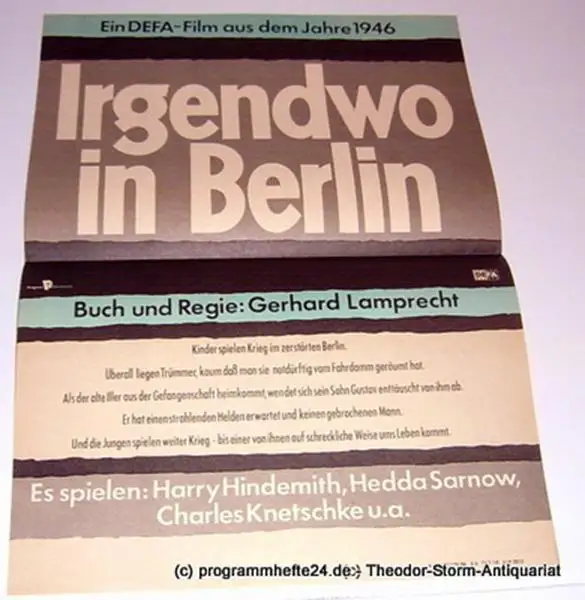 Ein DEFA-Film aus dem Jahre 1946
Irgendwo
in Berlin
Progress
DEFA
Buch und Regie: Gerhard Lamprecht
Kinder spielen Krieg im zerstörten Berlin.
Überall liegen Trümmer, kaum daß man sie notdürftig vom Fahrdamm geräumt hat.
Als der alte Iller aus der Gefangenschaft heimkommt, wendet sich sein Sohn Gustav enttäuscht von ihm ab.
Er hat einen strahlenden Helden erwartet und keinen gebrochenen Mann.
Und die Jungen spielen weiter Krieg - bis einer von ihnen auf schreckliche Weise ums Leben kommt.
Es spielen: Harry Hindemith, Hedda Sarnow,
Charles Knetschke u.a.
(c) programmhefte24.de :) Theodor-Storm-Antiquariat